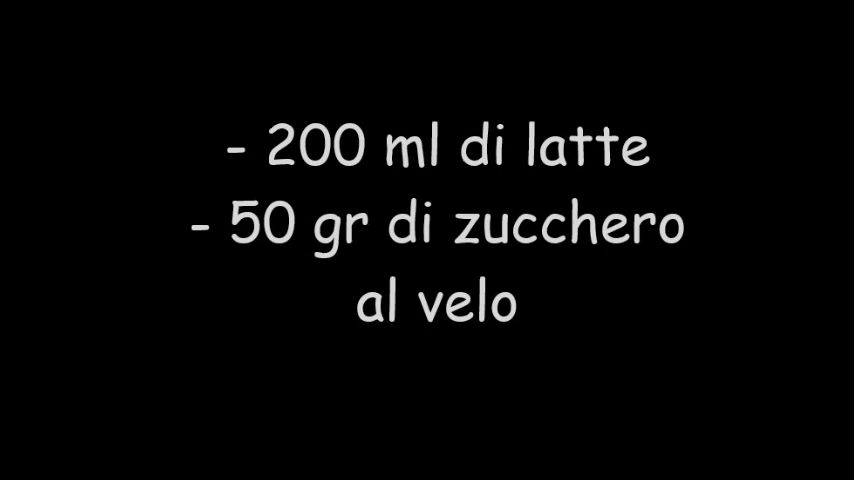 - 200 ml di latte
- 50 gr di zucchero
al velo